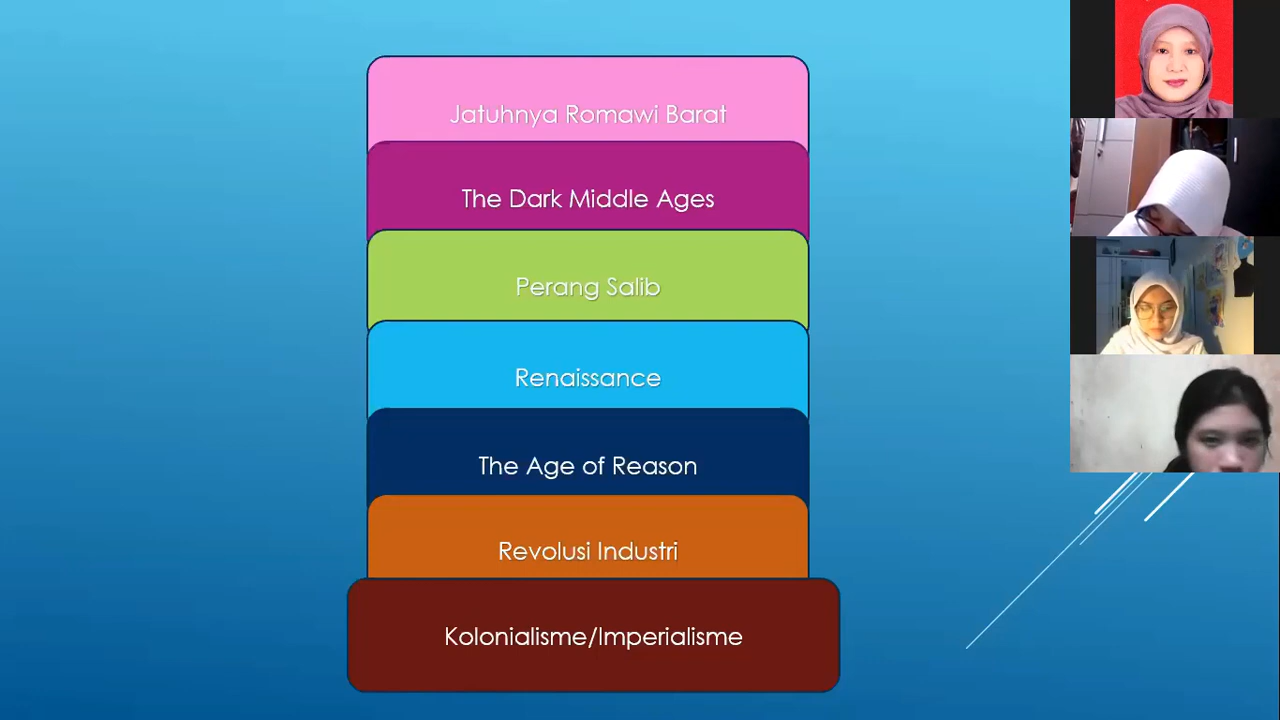 Jatuhnya Romawi Barat
The Dark Middle Ages
Perang Salib
Renaissance
The Age of Reason
Revolusi Industri
Kolonialisme/Imperialisme